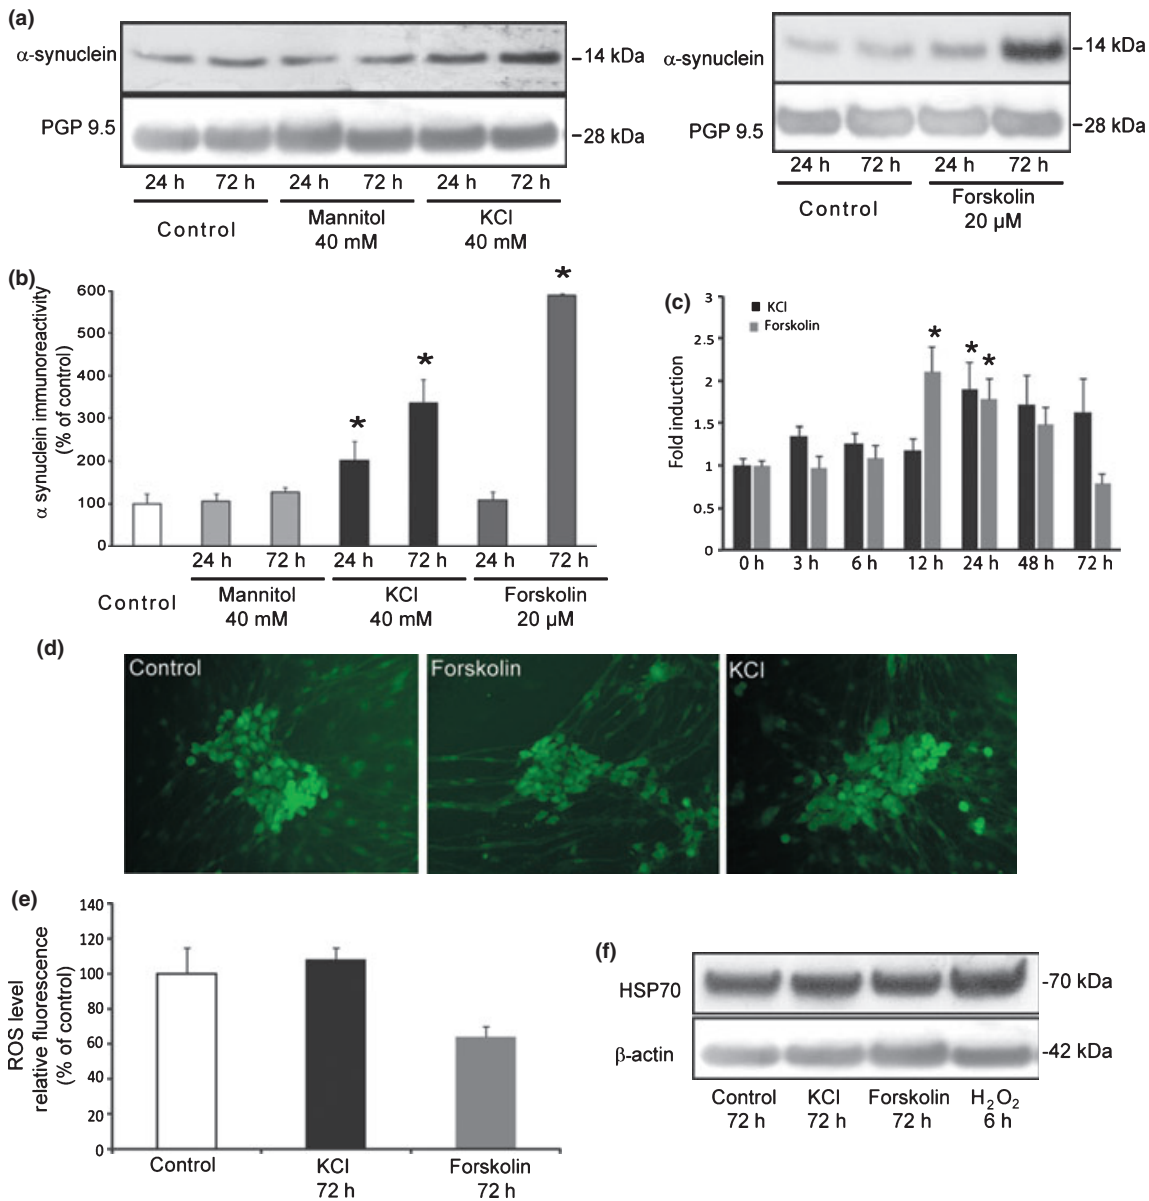 (a)
α-synuclein
-14 kDa
PGP 9.5
-28 kDa
24 h 72 h 24 h 72 h 24 h 72 h
Control
Mannitol
40 mM
KCl
40 mM
α-synuclein
-14 kDa
PGP 9.5
-28 kDa
24 h 72 h 24 h 72 h
Control
Forskolin
20 µM
(b)
α synuclein immunoreactivity
(% of control)
600
500
400
300
200
100
0
*
*
*
24 h 72 h 24 h 72 h 24 h 72 h
Control
Mannitol
40 mM
KCl
40 mM
Forskolin
20 µM
(c)
Fold induction
3
2.5
2
1.5
1
0.5
0
KCl
Forskolin
*
* *
0 h 3 h 6 h 12 h 24 h 48 h 72 h
(d)
Control
Forskolin
KCl
(e)
ROS level
relative fluorescence
(% of control)
140
120
100
80
60
40
20
0
Control
KCl
72 h
Forskolin
72 h
(f)
HSP70
-70 kDa
β-actin
-42 kDa
Control
72 h
KCl
72 h
Forskolin
72 h
H₂O₂
6 h